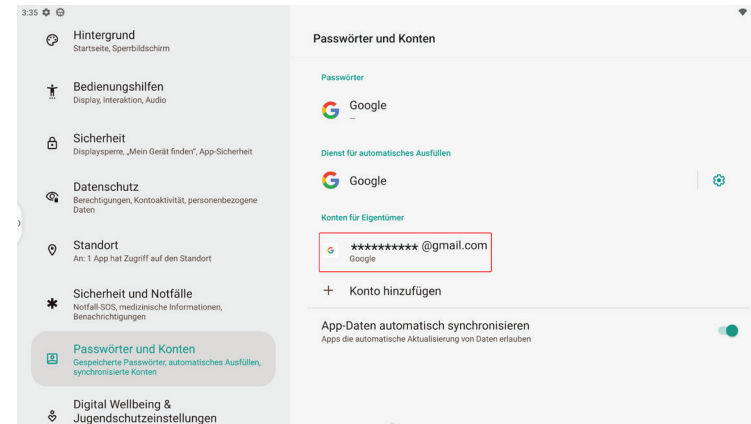 3:35
Hintergrund
Startseite, Sperrbildschirm
Bedienungshilfen
Display, Interaktion, Audio
Sicherheit
Displaysperre, „Mein Gerät finden", App-Sicherheit
Datenschutz
Berechtigungen, Kontoaktivität, personenbezogene
Daten
Standort
An: 1 App hat Zugriff auf den Standort
Sicherheit und Notfälle
Notfall-SOS, medizinische Informationen,
Benachrichtigungen
Passwörter und Konten
Gespeicherte Passwörter, automatisches Ausfüllen,
synchronisierte Konten
Digital Wellbeing &
Jugendschutzeinstellungen
Passwörter und Konten
Passwörter
Google
–
Dienst für automatisches Ausfüllen
Google
Konten für Eigentümer
********** @gmail.com
Google
+ Konto hinzufügen
App-Daten automatisch synchronisieren
Apps die automatische Aktualisierung von Daten erlauben